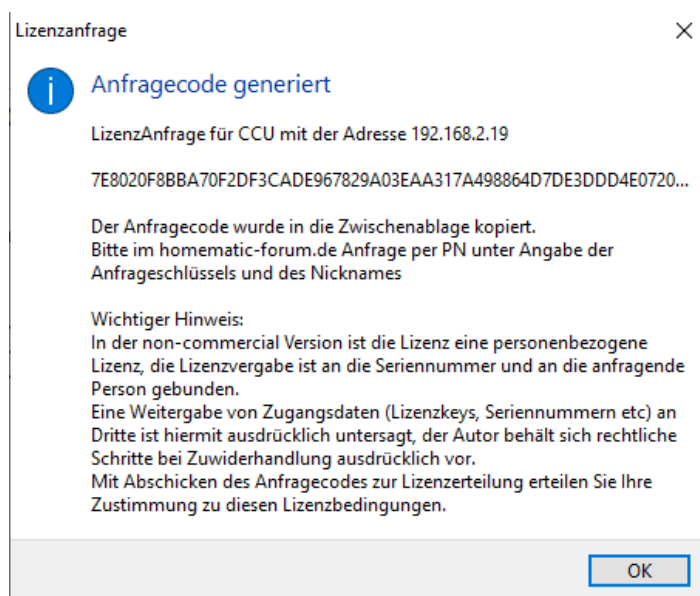 Lizenzanfrage
Anfragecode generiert
LizenzAnfrage für CCU mit der Adresse 192.168.2.19
7E8020F8BBA70F2DF3CADE967829A03EAA317A498864D7DE3DDD4E0720...
Der Anfragecode wurde in die Zwischenablage kopiert.
Bitte im homematic-forum.de Anfrage per PN unter Angabe der
Anfrageschlüssels und des Nicknames
Wichtiger Hinweis:
In der non-commercial Version ist die Lizenz eine personenbezogene
Lizenz, die Lizenzvergabe ist an die Seriennummer und an die anfragende
Person gebunden.
Eine Weitergabe von Zugangsdaten (Lizenzkeys, Seriennummern etc) an
Dritte ist hiermit ausdrücklich untersagt, der Autor behält sich rechtliche
Schritte bei Zuwiderhandlung ausdrücklich vor.
Mit Abschicken des Anfragecodes zur Lizenzerteilung erteilen Sie Ihre
Zustimmung zu diesen Lizenzbedingungen.
OK